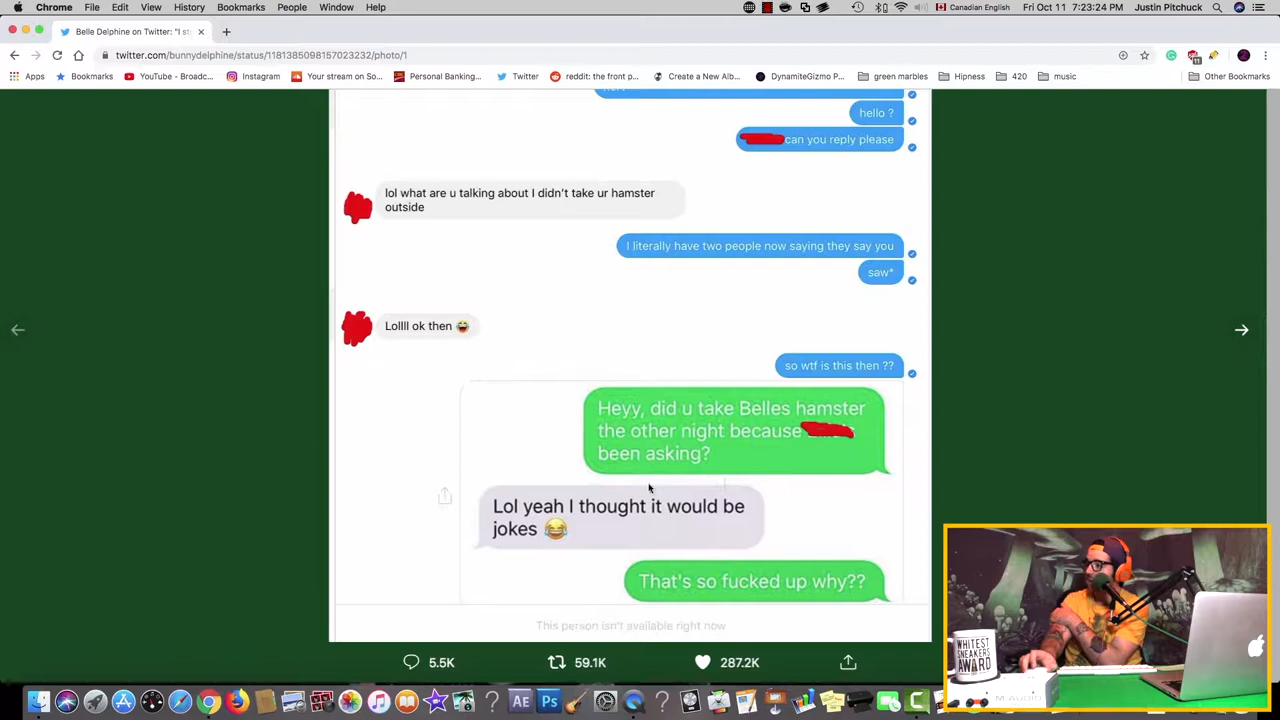 Chrome File Edit View History Bookmarks People Window Help Canadian English Fri Oct 11 7:23:24 PM Justin Pitchuck
Belle Delphine on Twitter: "I st
twitter.com/bunnydelphine/status/1181385098157023232/photo/1
Apps Bookmarks YouTube - Broadc... Instagram Your stream on So... Personal Banking... Twitter reddit: the front p... Create a New Alb... DynamiteGizmo P... green marbles Hipness 420 music Other Bookmarks
hello ?
can you reply please
lol what are u talking about I didn't take ur hamster
outside
I literally have two people now saying they say you
saw*
Lollll ok then
so wtf is this then ??
Heyy, did u take Belles hamster
the other night because
been asking?
Lol yeah I thought it would be
jokes
That's so fucked up why??
This person isn't available right now
5.5K 59.1K 287.2K
WHITEST
SNEAKERS
AWARD
M-AUDIO
Ae Ps